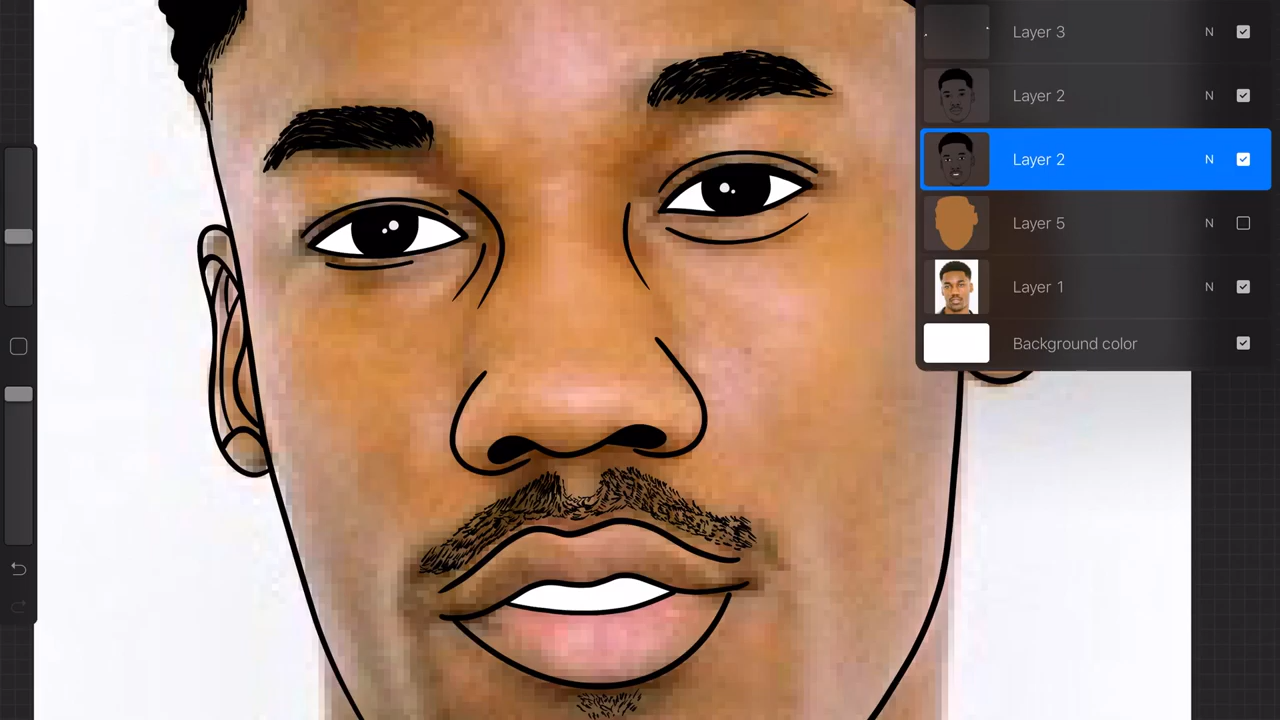 Layer 3 N
Layer 2 N
Layer 2 N
Layer 5 N
Layer 1 N
Background color